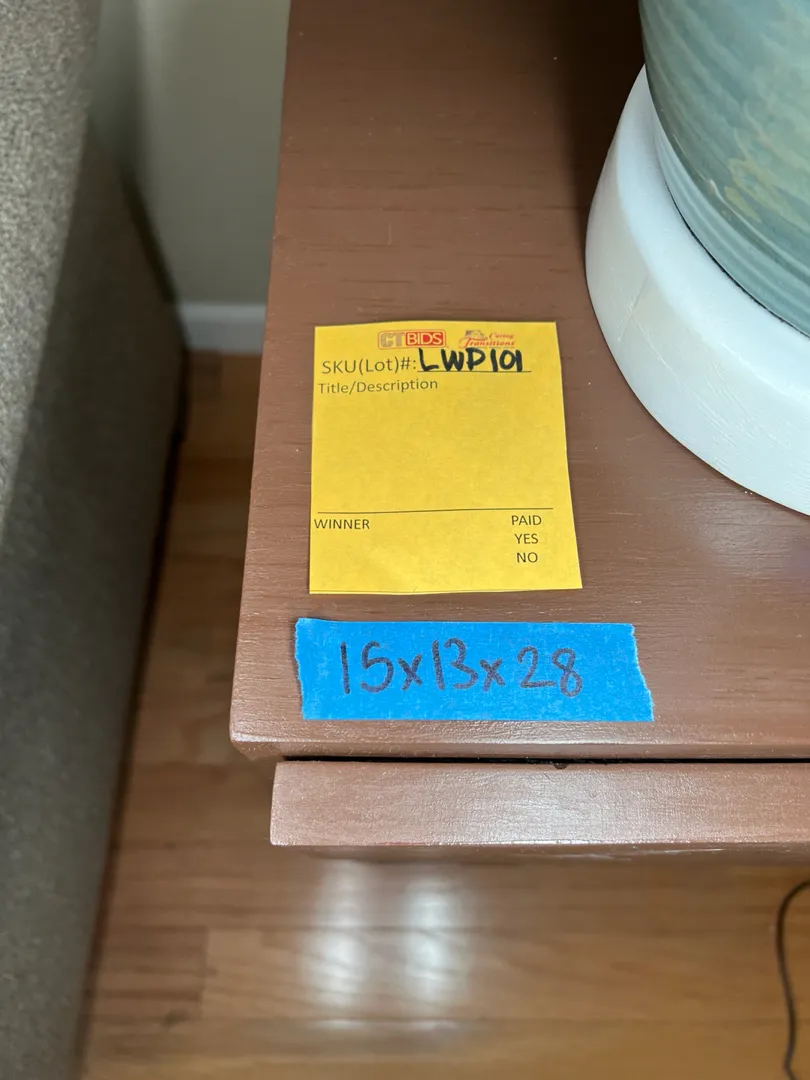 CTBIDS Caring Transitions
SKU(Lot)#: LWP101
Title/Description
WINNER PAID
YES
NO
15x13x28